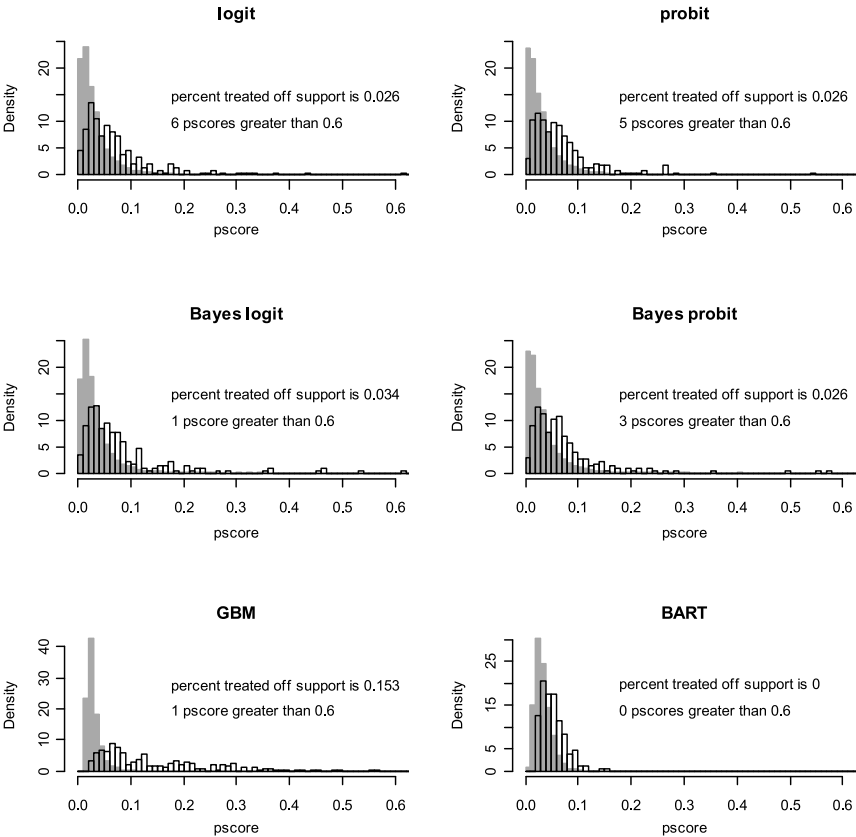 logit
Density
0 5 10 20
percent treated off support is 0.026
6 pscores greater than 0.6
0.0 0.1 0.2 0.3 0.4 0.5 0.6
pscore
probit
Density
0 5 10 20
percent treated off support is 0.026
5 pscores greater than 0.6
0.0 0.1 0.2 0.3 0.4 0.5 0.6
pscore
Bayes logit
Density
0 5 10 20
percent treated off support is 0.034
1 pscore greater than 0.6
0.0 0.1 0.2 0.3 0.4 0.5 0.6
pscore
Bayes probit
Density
0 5 10 20
percent treated off support is 0.026
3 pscores greater than 0.6
0.0 0.1 0.2 0.3 0.4 0.5 0.6
pscore
GBM
Density
0 10 20 30 40
percent treated off support is 0.153
1 pscore greater than 0.6
0.0 0.1 0.2 0.3 0.4 0.5 0.6
pscore
BART
Density
0 5 15 25
percent treated off support is 0
0 pscores greater than 0.6
0.0 0.1 0.2 0.3 0.4 0.5 0.6
pscore